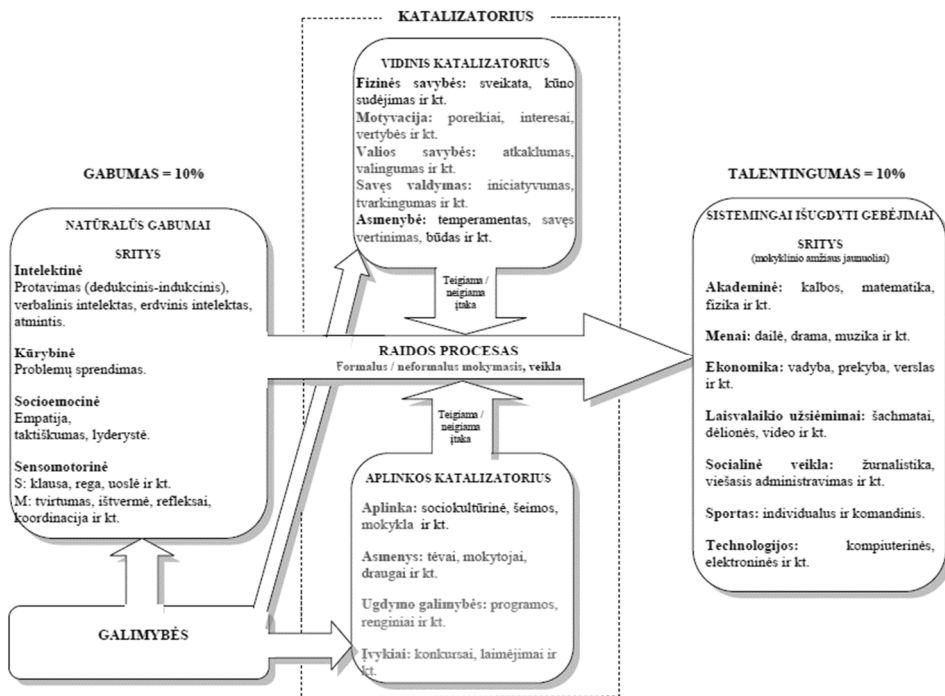 KATALIZATORIUS
VIDINIS KATALIZATORIUS
Fizinės savybės: sveikata, kūno
sudėjimas ir kt.
Motyvacija: poreikiai, interesai,
vertybės ir kt.
Valios savybės: atkaklumas,
valingumas ir kt.
Savęs valdymas: iniciatyvumas,
tvarkingumas ir kt.
Asmenybė: temperamentas, savęs
vertinimas, būdas ir kt.
GABUMAS = 10%
NATŪRALŪS GABUMAI
SRITYS
Intelektinė
Protavimas (dedukcinis-indukcinis),
verbalinis intelektas, erdvinis intelektas,
atmintis.
Kūrybinė
Problemų sprendimas.
Socioemocinė
Empatija,
taktiškumas, lyderystė.
Sensomotorinė
S: klausa, rega, uoslė ir kt.
M: tvirtumas, ištvermė, refleksai,
koordinacija ir kt.
GALIMYBĖS
Teigiama /
neigiama
įtaka
RAIDOS PROCESAS
Formalus / neformalus mokymasis, veikla
Teigiama /
neigiama
įtaka
APLINKOS KATALIZATORIUS
Aplinka: sociokultūrinė, šeimos,
mokykla ir kt.
Asmenys: tėvai, mokytojai,
draugai ir kt.
Ugdymo galimybės: programos,
renginiai ir kt.
Įvykiai: konkursai, laimėjimai ir
kt.
TALENTINGUMAS = 10%
SISTEMINGAI IŠUGDYTI GEBĖJIMAI
SRITYS
(mokyklinio amžiaus jaunuoliai)
Akademinė: kalbos, matematika,
fizika ir kt.
Menai: dailė, drama, muzika ir kt.
Ekonomika: vadyba, prekyba, verslas
ir kt.
Laisvalaikio užsiėmimai: šachmatai,
dėlionės, video ir kt.
Socialinė veikla: žurnalistika,
viešasis administravimas ir kt.
Sportas: individualus ir komandinis.
Technologijos: kompiuterinės,
elektroninės ir kt.